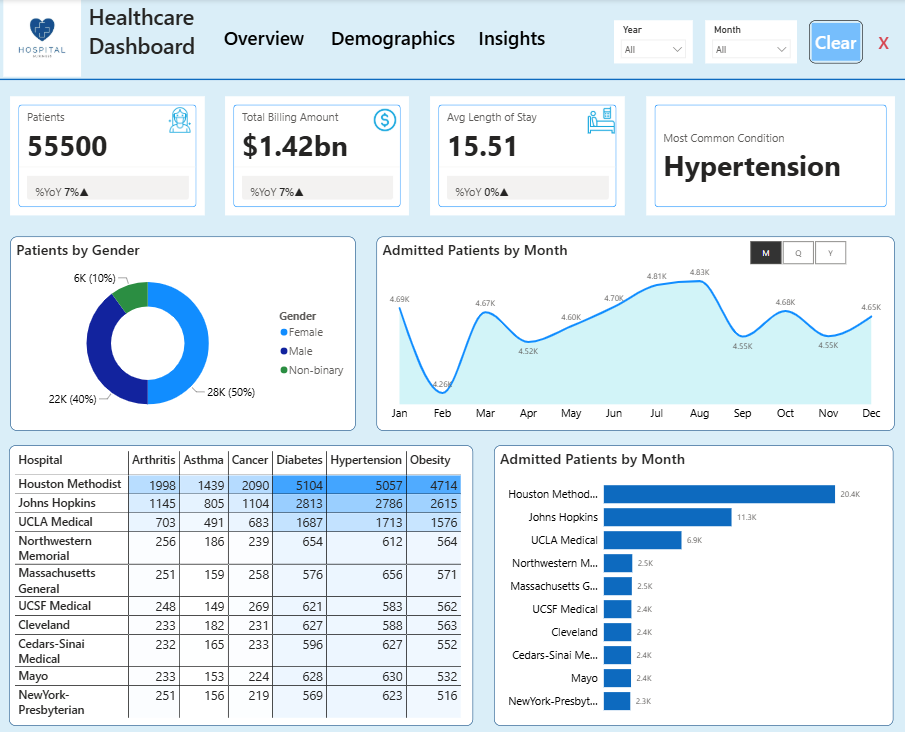 HOSPITAL
Healthcare
Dashboard
Overview
Demographics
Insights
Year
All
Month
All
Clear
X
Patients
55500
%YoY 7%▲
Total Billing Amount
$
$1.42bn
%YoY 7%▲
Avg Length of Stay
15.51
%YoY 0%▲
Most Common Condition
Hypertension
Patients by Gender
6K (10%)
22K (40%)
28K (50%)
Gender
Female
Male
Non-binary
Admitted Patients by Month
M Q Y
4.69K
4.26K
4.67K
4.52K
4.60K
4.70K
4.81K
4.83K
4.55K
4.68K
4.55K
4.65K
Jan Feb Mar Apr May Jun Jul Aug Sep Oct Nov Dec
Hospital Arthritis Asthma Cancer Diabetes Hypertension Obesity
Houston Methodist 1998 1439 2090 5104 5057 4714
Johns Hopkins 1145 805 1104 2813 2786 2615
UCLA Medical 703 491 683 1687 1713 1576
Northwestern
Memorial 256 186 239 654 612 564
Massachusetts
General 251 159 258 576 656 571
UCSF Medical 248 149 269 621 583 562
Cleveland 233 182 231 627 588 563
Cedars-Sinai
Medical 232 165 233 596 627 552
Mayo 233 153 224 628 630 532
NewYork-
Presbyterian 251 156 219 569 623 516
Admitted Patients by Month
Houston Method... 20.4K
Johns Hopkins 11.3K
UCLA Medical 6.9K
Northwestern M... 2.5K
Massachusetts G... 2.5K
UCSF Medical 2.4K
Cleveland 2.4K
Cedars-Sinai Me... 2.4K
Mayo 2.4K
NewYork-Presbyt... 2.3K